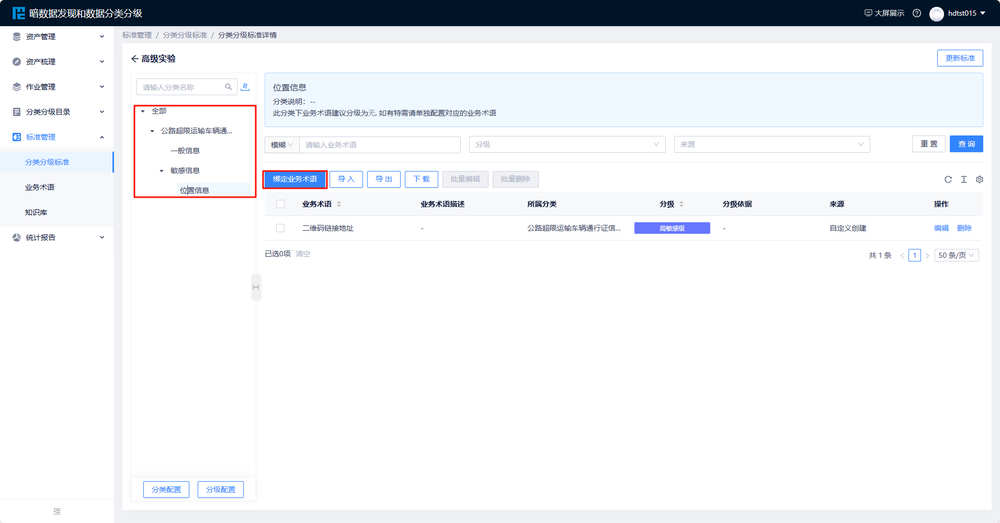 暗数据发现和数据分类分级
大屏展示
hdtst015
资产管理
资产梳理
作业管理
分类分级目录
标准管理
分类分级标准
业务术语
知识库
统计报告
标准管理 / 分类分级标准 / 分类分级标准详情
高级实验
更新标准
请输入分类名称
全部
公路超限运输车辆通...
一般信息
敏感信息
位置信息
分类配置 分级配置
位置信息
分类说明：--
此分类下业务术语建议分级为无, 如有特需请单独配置对应的业务术语
模糊 请输入业务术语 分级 来源 重 置 查 询
绑定业务术语 导 入 导 出 下 载 批量编辑 批量删除
业务术语 业务术语描述 所属分类 分级 分级依据 来源 操作
二维码链接地址 - 公路超限运输车辆通行证信... 高敏感级 - 自定义创建 编辑 删除
已选0项 清空
共 1 条 < 1 > 50 条/页